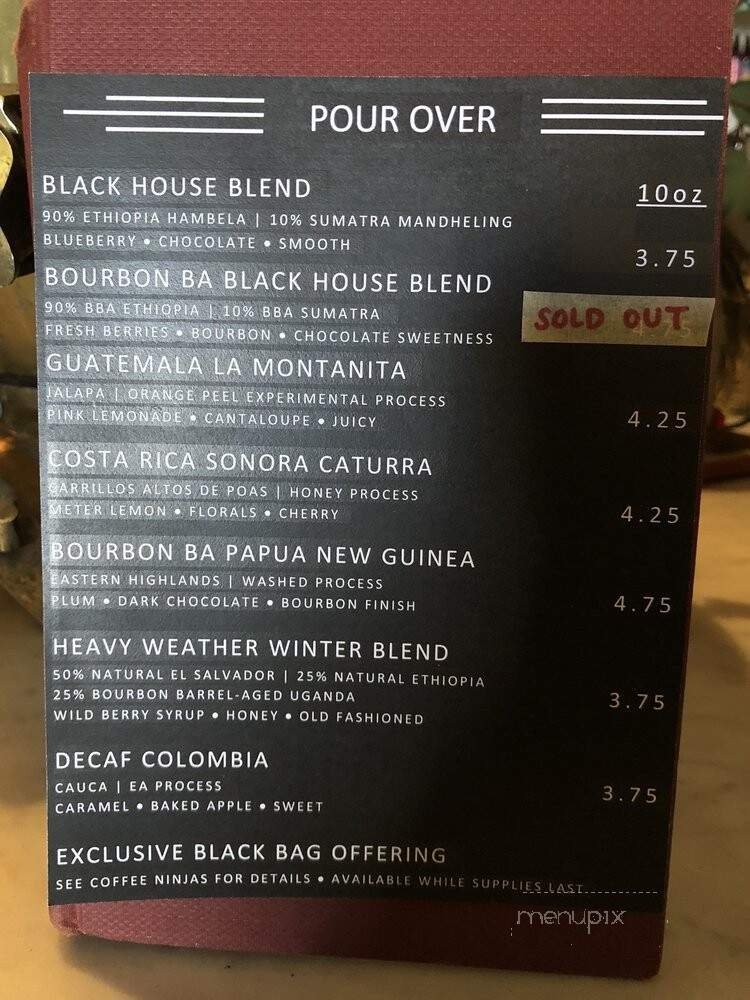 POUR OVER
BLACK HOUSE BLEND
10oz
90% ETHIOPIA HAMBELA | 10% SUMATRA MANDHELING
BLUEBERRY • CHOCOLATE • SMOOTH
3.75
BOURBON BA BLACK HOUSE BLEND
90% BBA ETHIOPIA | 10% BBA SUMATRA
SOLD OUT
4.75
FRESH BERRIES • BOURBON • CHOCOLATE SWEETNESS
GUATEMALA LA MONTANITA
JALAPA | ORANGE PEEL EXPERIMENTAL PROCESS
PINK LEMONADE • CANTALOUPE • JUICY
4.25
COSTA RICA SONORA CATURRA
CARRILLOS ALTOS DE POAS | HONEY PROCESS
METER LEMON • FLORALS • CHERRY
4.25
BOURBON BA PAPUA NEW GUINEA
EASTERN HIGHLANDS | WASHED PROCESS
PLUM • DARK CHOCOLATE • BOURBON FINISH
4.75
HEAVY WEATHER WINTER BLEND
50% NATURAL EL SALVADOR | 25% NATURAL ETHIOPIA
25% BOURBON BARREL-AGED UGANDA
3.75
WILD BERRY SYRUP • HONEY • OLD FASHIONED
DECAF COLOMBIA
CAUCA | EA PROCESS
3.75
CARAMEL • BAKED APPLE • SWEET
EXCLUSIVE BLACK BAG OFFERING
SEE COFFEE NINJAS FOR DETAILS • AVAILABLE WHILE SUPPLIES LAST
menupix